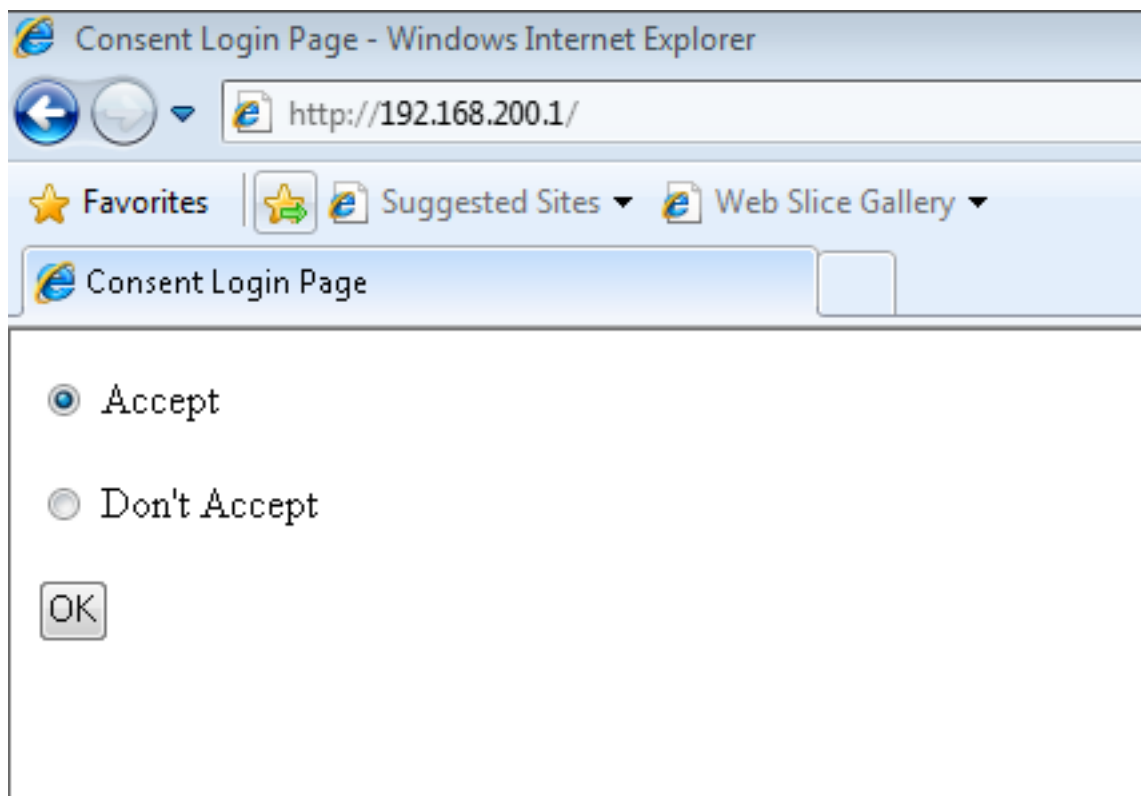 Consent Login Page - Windows Internet Explorer
http://192.168.200.1/
Favorites Suggested Sites Web Slice Gallery
Consent Login Page
Accept
Don't Accept
OK